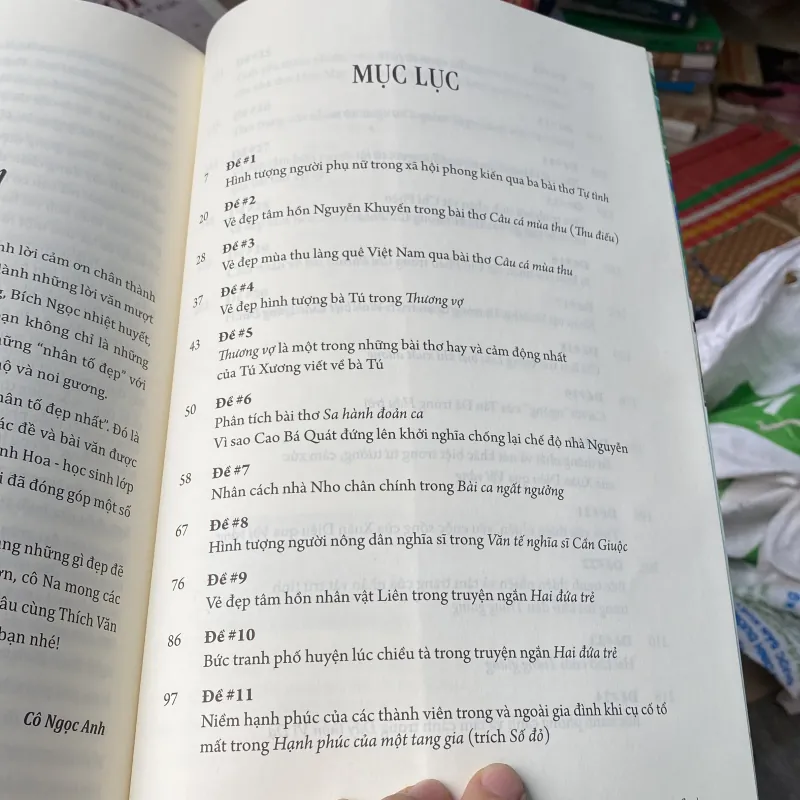 nh lời cảm ơn chân thành
lành những lời văn mượt
g, Bích Ngọc nhiệt huyết,
ạn không chỉ là những
ững "nhân tố đẹp" với
ộ và noi gương.
hân tố đẹp nhất". Đó là
ác đề và bài văn được
nh Hoa - học sinh lớp
i đã đóng góp một số
ng những gì đẹp đẽ
ơn, cô Na mong các
âu cùng Thích Văn
bạn nhé!
Cô Ngọc Anh
MỤC LỤC
Đề #1
7 Hình tượng người phụ nữ trong xã hội phong kiến qua ba bài thơ Tự tình
Đề #2
20 Vẻ đẹp tâm hồn Nguyễn Khuyến trong bài thơ Câu cá mùa thu (Thu điếu)
Đề #3
28 Vẻ đẹp mùa thu làng quê Việt Nam qua bài thơ Câu cá mùa thu
Đề #4
37 Vẻ đẹp hình tượng bà Tú trong Thương vợ
Đề #5
43 Thương vợ là một trong những bài thơ hay và cảm động nhất
của Tú Xương viết về bà Tú
Đề #6
50 Phân tích bài thơ Sa hành đoản ca
Vì sao Cao Bá Quát đứng lên khởi nghĩa chống lại chế độ nhà Nguyễn
58 Đề #7
Nhân cách nhà Nho chân chính trong Bài ca ngất ngưởng
67 Đề #8
Hình tượng người nông dân nghĩa sĩ trong Văn tế nghĩa sĩ Cần Giuộc
76 Đề #9
Vẻ đẹp tâm hồn nhân vật Liên trong truyện ngắn Hai đứa trẻ
86 Đề #10
Bức tranh phố huyện lúc chiều tà trong truyện ngắn Hai đứa trẻ
97 Đề #11
Niềm hạnh phúc của các thành viên trong và ngoài gia đình khi cụ cố tổ
mất trong Hạnh phúc của một tang gia (trích Số đỏ)